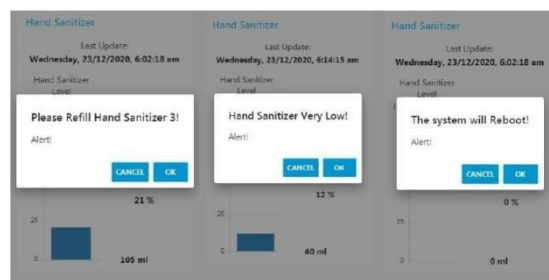 Hand Sanitizer
Last Update:
Wednesday, 23/12/2020, 6:02:18 am
Hand Sanitizer
Level
Please Refill Hand Sanitizer 3!
Alert!
CANCEL OK
21 %
25
0
105 ml
Hand Sanitizer
Last Update:
Wednesday, 23/12/2020, 6:14:15 am
Hand Sanitizer
Level
Hand Sanitizer Very Low!
Alert!
CANCEL OK
12 %
25
0
60 ml
Hand Sanitizer
Last Update:
Wednesday, 23/12/2020, 6:02:18 am
Hand Sanitizer
Level
The system will Reboot!
Alert!
CANCEL OK
0 %
25
0
0 ml